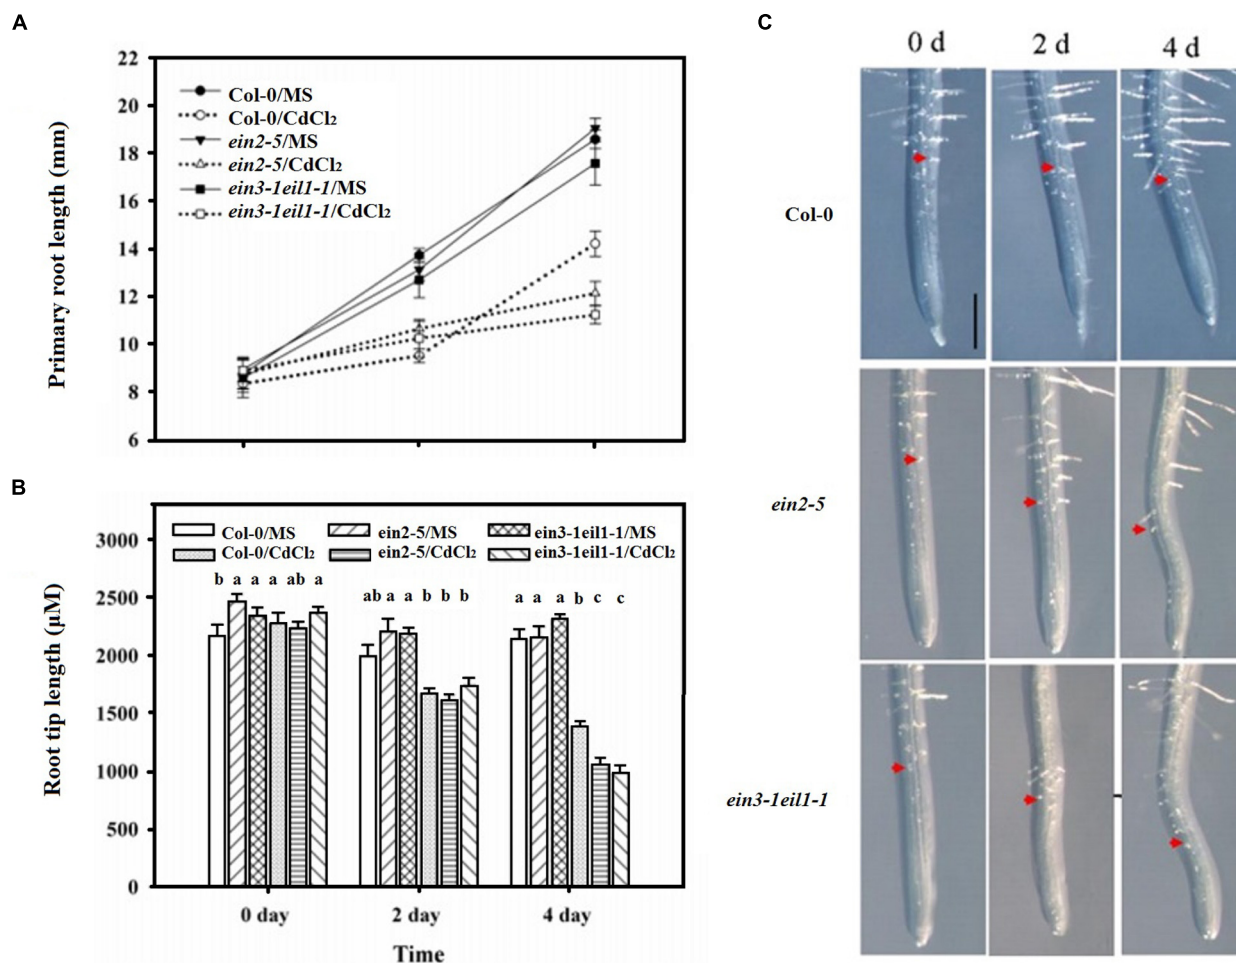 A
22
20
18
16
14
12
10
8
6
Primary root length (mm)
Col-0/MS
Col-0/CdCl2
ein2-5/MS
ein2-5/CdCl2
ein3-1eil1-1/MS
ein3-1eil1-1/CdCl2
B
3000
2500
2000
1500
1000
500
0
Root tip length (µM)
Col-0/MS ein2-5/MS ein3-1eil1-1/MS
Col-0/CdCl2 ein2-5/CdCl2 ein3-1eil1-1/CdCl2
b a a a ab a ab a a b b b a a a b c c
0 day 2 day 4 day
Time
C
0 d 2 d 4 d
Col-0
ein2-5
ein3-1eil1-1